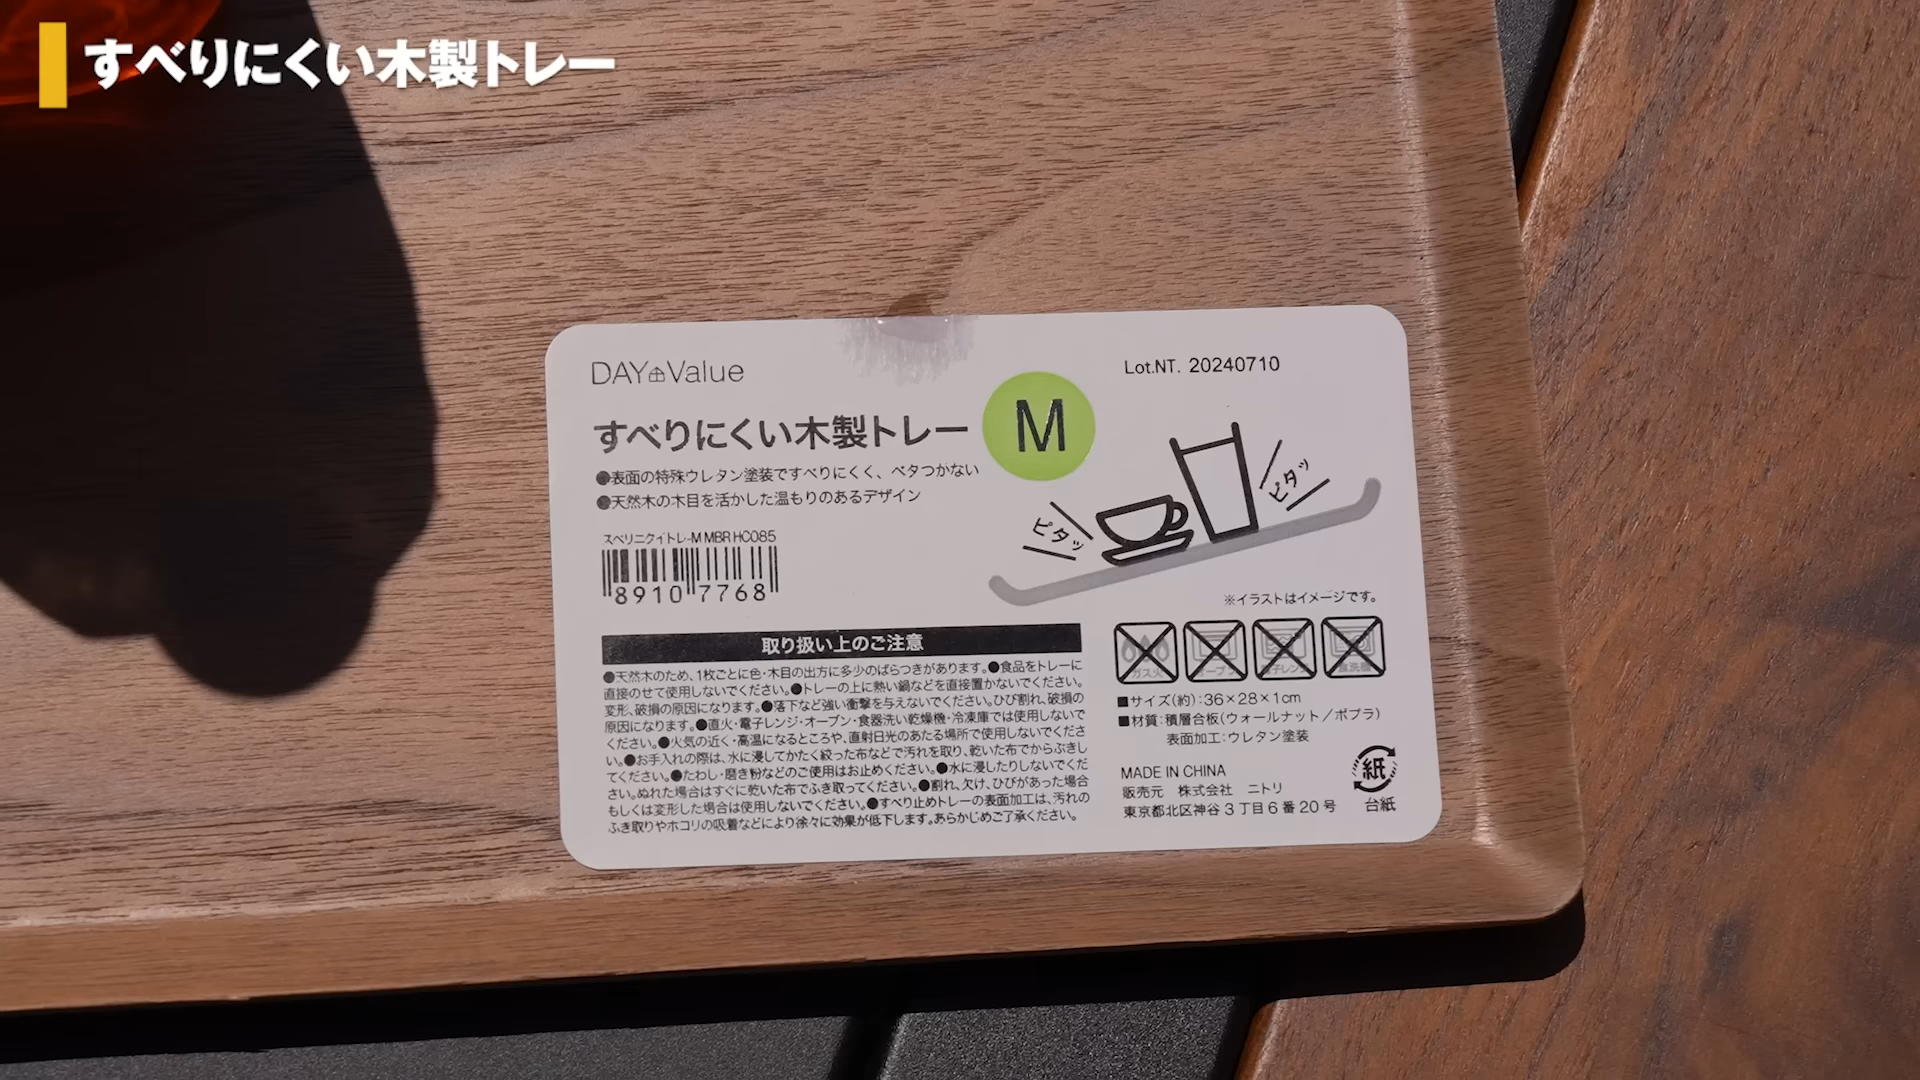 すべりにくい木製トレー
DAY Value
Lot.NT. 20240710
すべりにくい木製トレー M
●表面の特殊ウレタン塗装ですべりにくく、ベタつかない
●天然木の木目を活かした温もりのあるデザイン
ピタッ
ピタッ
スベリニクイトレ-M MBR HC085
89107768
※イラストはイメージです。
取り扱い上のご注意
●天然木のため、1枚ごとに色・木目の出方に多少のばらつきがあります。●食品をトレーに
直接のせて使用しないでください。●トレーの上に熱い鍋などを直接置かないでください。
変形、破損の原因になります。●落下など強い衝撃を与えないでください。ひび割れ、破損の
原因になります。●直火・電子レンジ・オーブン・食器洗い乾燥機・冷凍庫では使用しないで
ください。●火気の近く・高温になるところや、直射日光のあたる場所で使用しないでくださ
い。●お手入れの際は、水に浸してかたく絞った布などで汚れを取り、乾いた布でからぶきし
てください。●たわし・磨き粉などのご使用はお止めください。●水に浸したりしないでくだ
さい。ぬれた場合はすぐに乾いた布でふき取ってください。●割れ、欠け、ひびがあった場合
もしくは変形した場合は使用しないでください。●すべり止めトレーの表面加工は、汚れの
ふき取りやホコリの吸着などにより徐々に効果が低下します。あらかじめご了承ください。
ガス火 オーブン 電子レンジ 食洗機
■サイズ(約):36×28×1cm
■材質:積層合板(ウォールナット/ポプラ)
表面加工:ウレタン塗装
MADE IN CHINA
販売元 株式会社 ニトリ
東京都北区神谷3丁目6番20号
紙
台紙